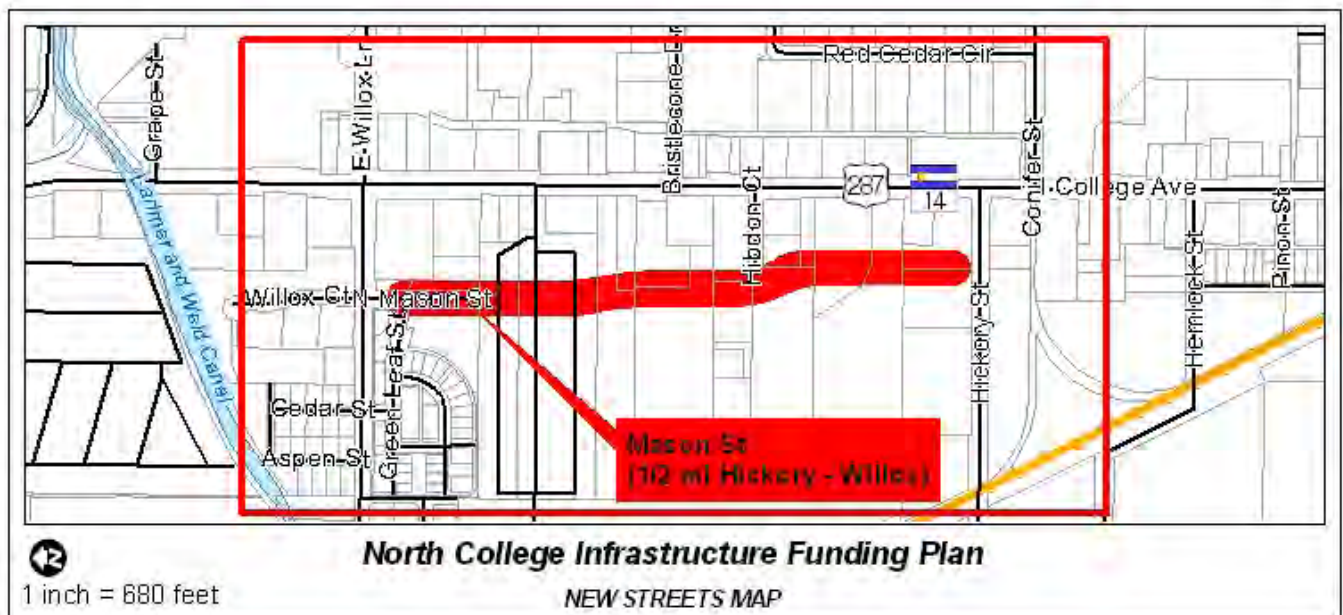 Red Cedar Cir
Grape St
E Willox Ln
Bristlecone Dr
Conifer St
287
14
N College Ave
Larimer and Weld Canal
Hibdon Ct
Pinon St
Hemlock St
Willox Ct
N Mason St
Green Leaf St
Hickory St
Cedar St
Aspen St
Mason St
(1/2 mi Hickory - Willox)
North College Infrastructure Funding Plan
1 inch = 680 feet
NEW STREETS MAP